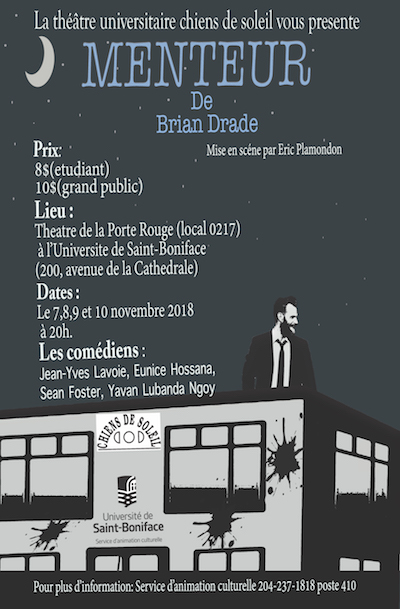 La théâtre universitaire chiens de soleil vous presente
MENTEUR
De
Brian Drade
Mise en scéne par Eric Plamondon
Prix:
8$(etudiant)
10$(grand public)
Lieu :
Theatre de la Porte Rouge (local 0217)
à l'Universite de Saint-Boniface
(200, avenue de la Cathedrale)
Dates :
Le 7,8,9 et 10 novembre 2018
à 20h.
Les comédiens :
Jean-Yves Lavoie, Eunice Hossana,
Sean Foster, Yavan Lubanda Ngoy
CHIENS DE SOLEIL
Université de
Saint-Boniface
Service d'animation culturelle
Pour plus d'information: Service d'animation culturelle 204-237-1818 poste 410